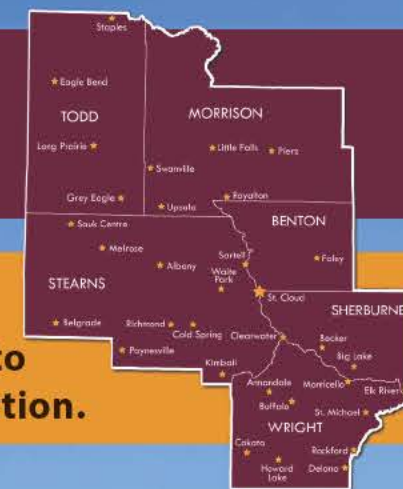 Staples
Eagle Bend
TODD
MORRISON
Long Prairie
Little Falls
Pierz
Swanville
Grey Eagle
Upsala
Royalton
BENTON
Sauk Centre
Melrose
Albany
Sartell
Foley
Waite
Park
STEARNS
St. Cloud
SHERBURNE
Belgrade
Richmond
Cold Spring
Clearwater
Becker
Paynesville
Big Lake
Kimball
to
tion.
Annandale
Monticello
Elk River
Buffalo
St. Michael
WRIGHT
Cokato
Rockford
Howard
Lake
Delano